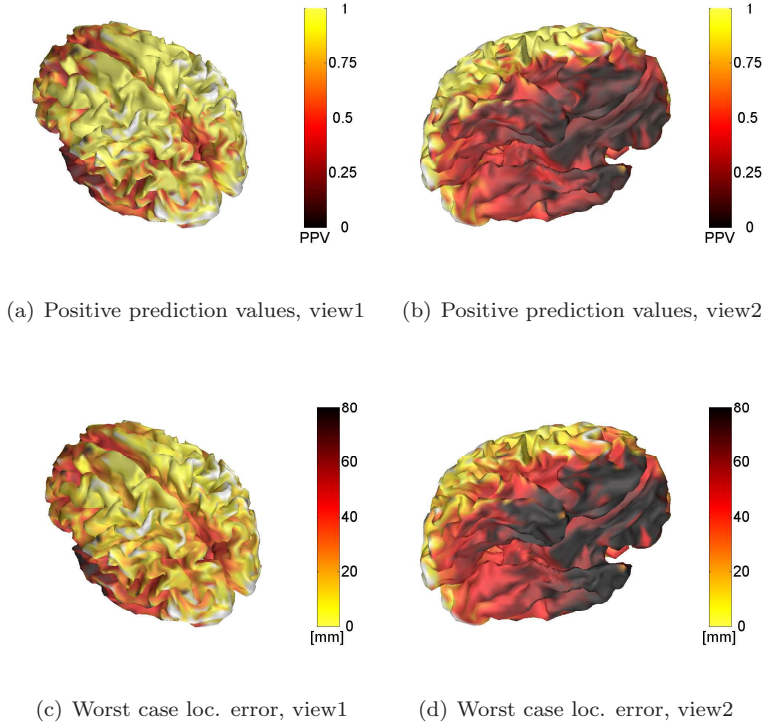 1
0.75
0.5
0.25
0
PPV
1
0.75
0.5
0.25
0
PPV
(a) Positive prediction values, view1
(b) Positive prediction values, view2
80
60
40
20
0
[mm]
80
60
40
20
0
[mm]
(c) Worst case loc. error, view1
(d) Worst case loc. error, view2